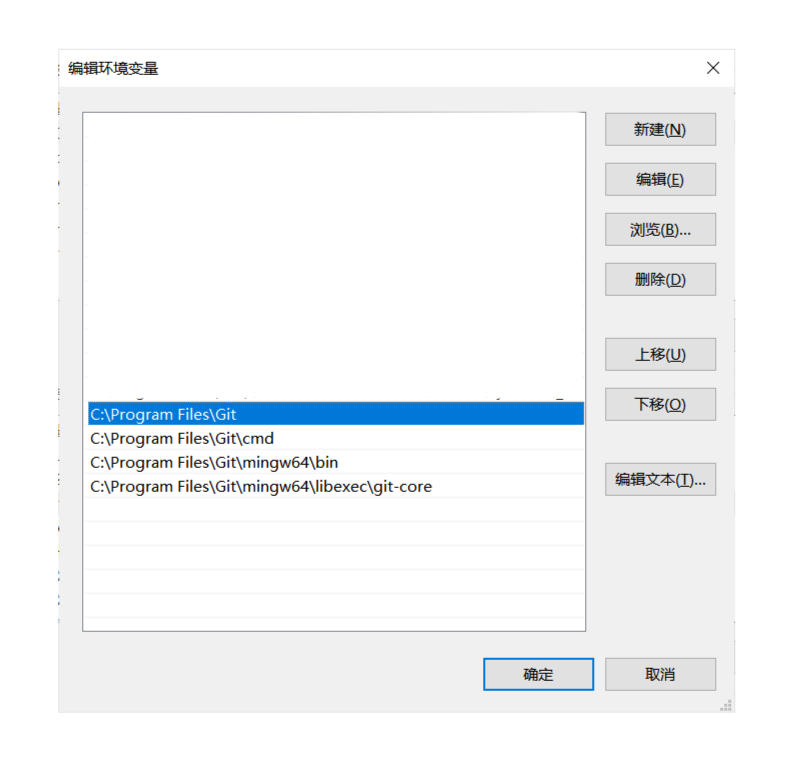 编辑环境变量
新建(N)
编辑(E)
浏览(B)...
删除(D)
上移(U)
下移(O)
编辑文本(T)...
C:\Program Files\Git
C:\Program Files\Git\cmd
C:\Program Files\Git\mingw64\bin
C:\Program Files\Git\mingw64\libexec\git-core
确定
取消